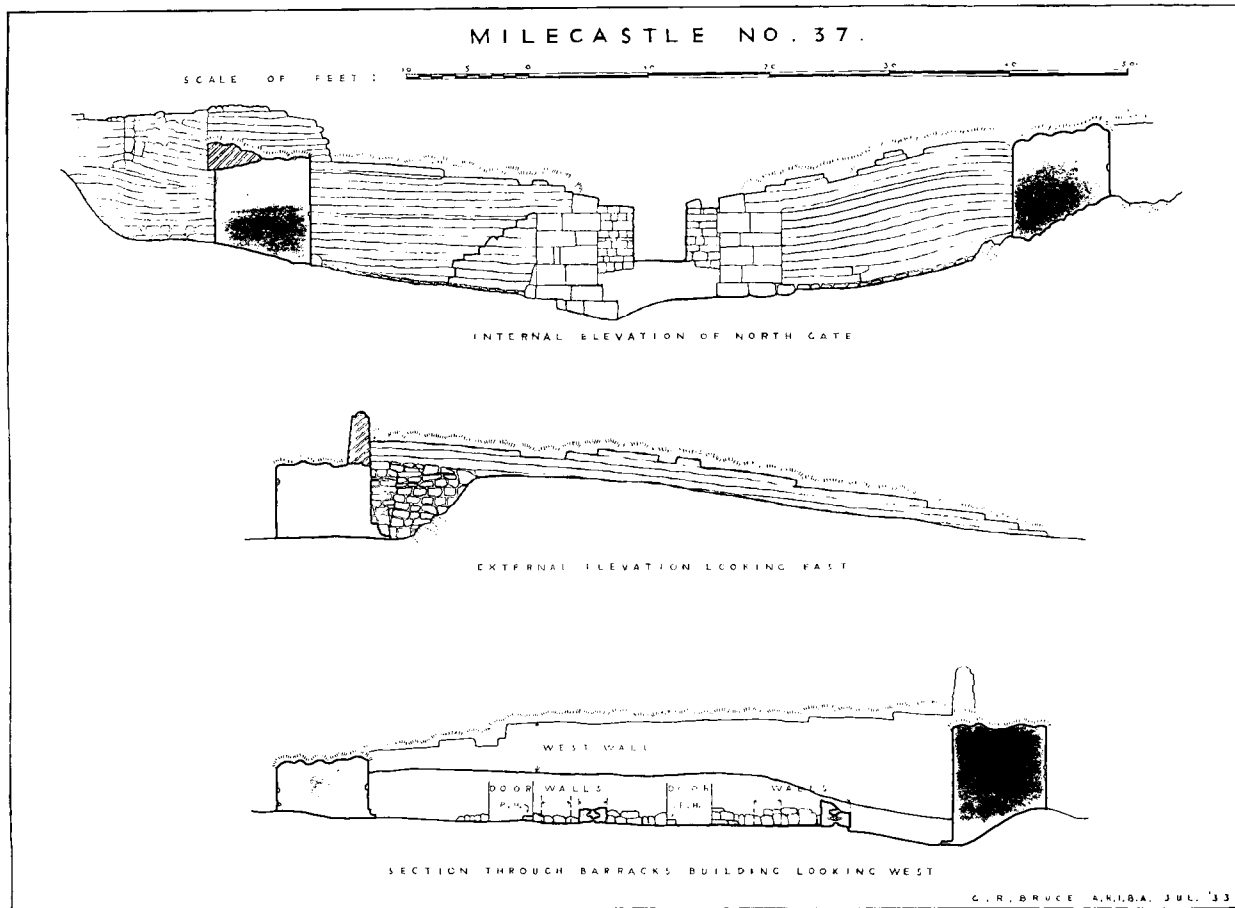 MILECASTLE NO. 37.
SCALE OF FEET:
10 5 0 10 20 30 40 50
INTERNAL ELEVATION OF NORTH GATE
EXTERNAL ELEVATION LOOKING EAST
WEST WALL
DOOR WALLS DOOR WALLS
SECTION THROUGH BARRACKS BUILDING LOOKING WEST
G. R. BRUCE A.R.I.B.A. JUL. '33